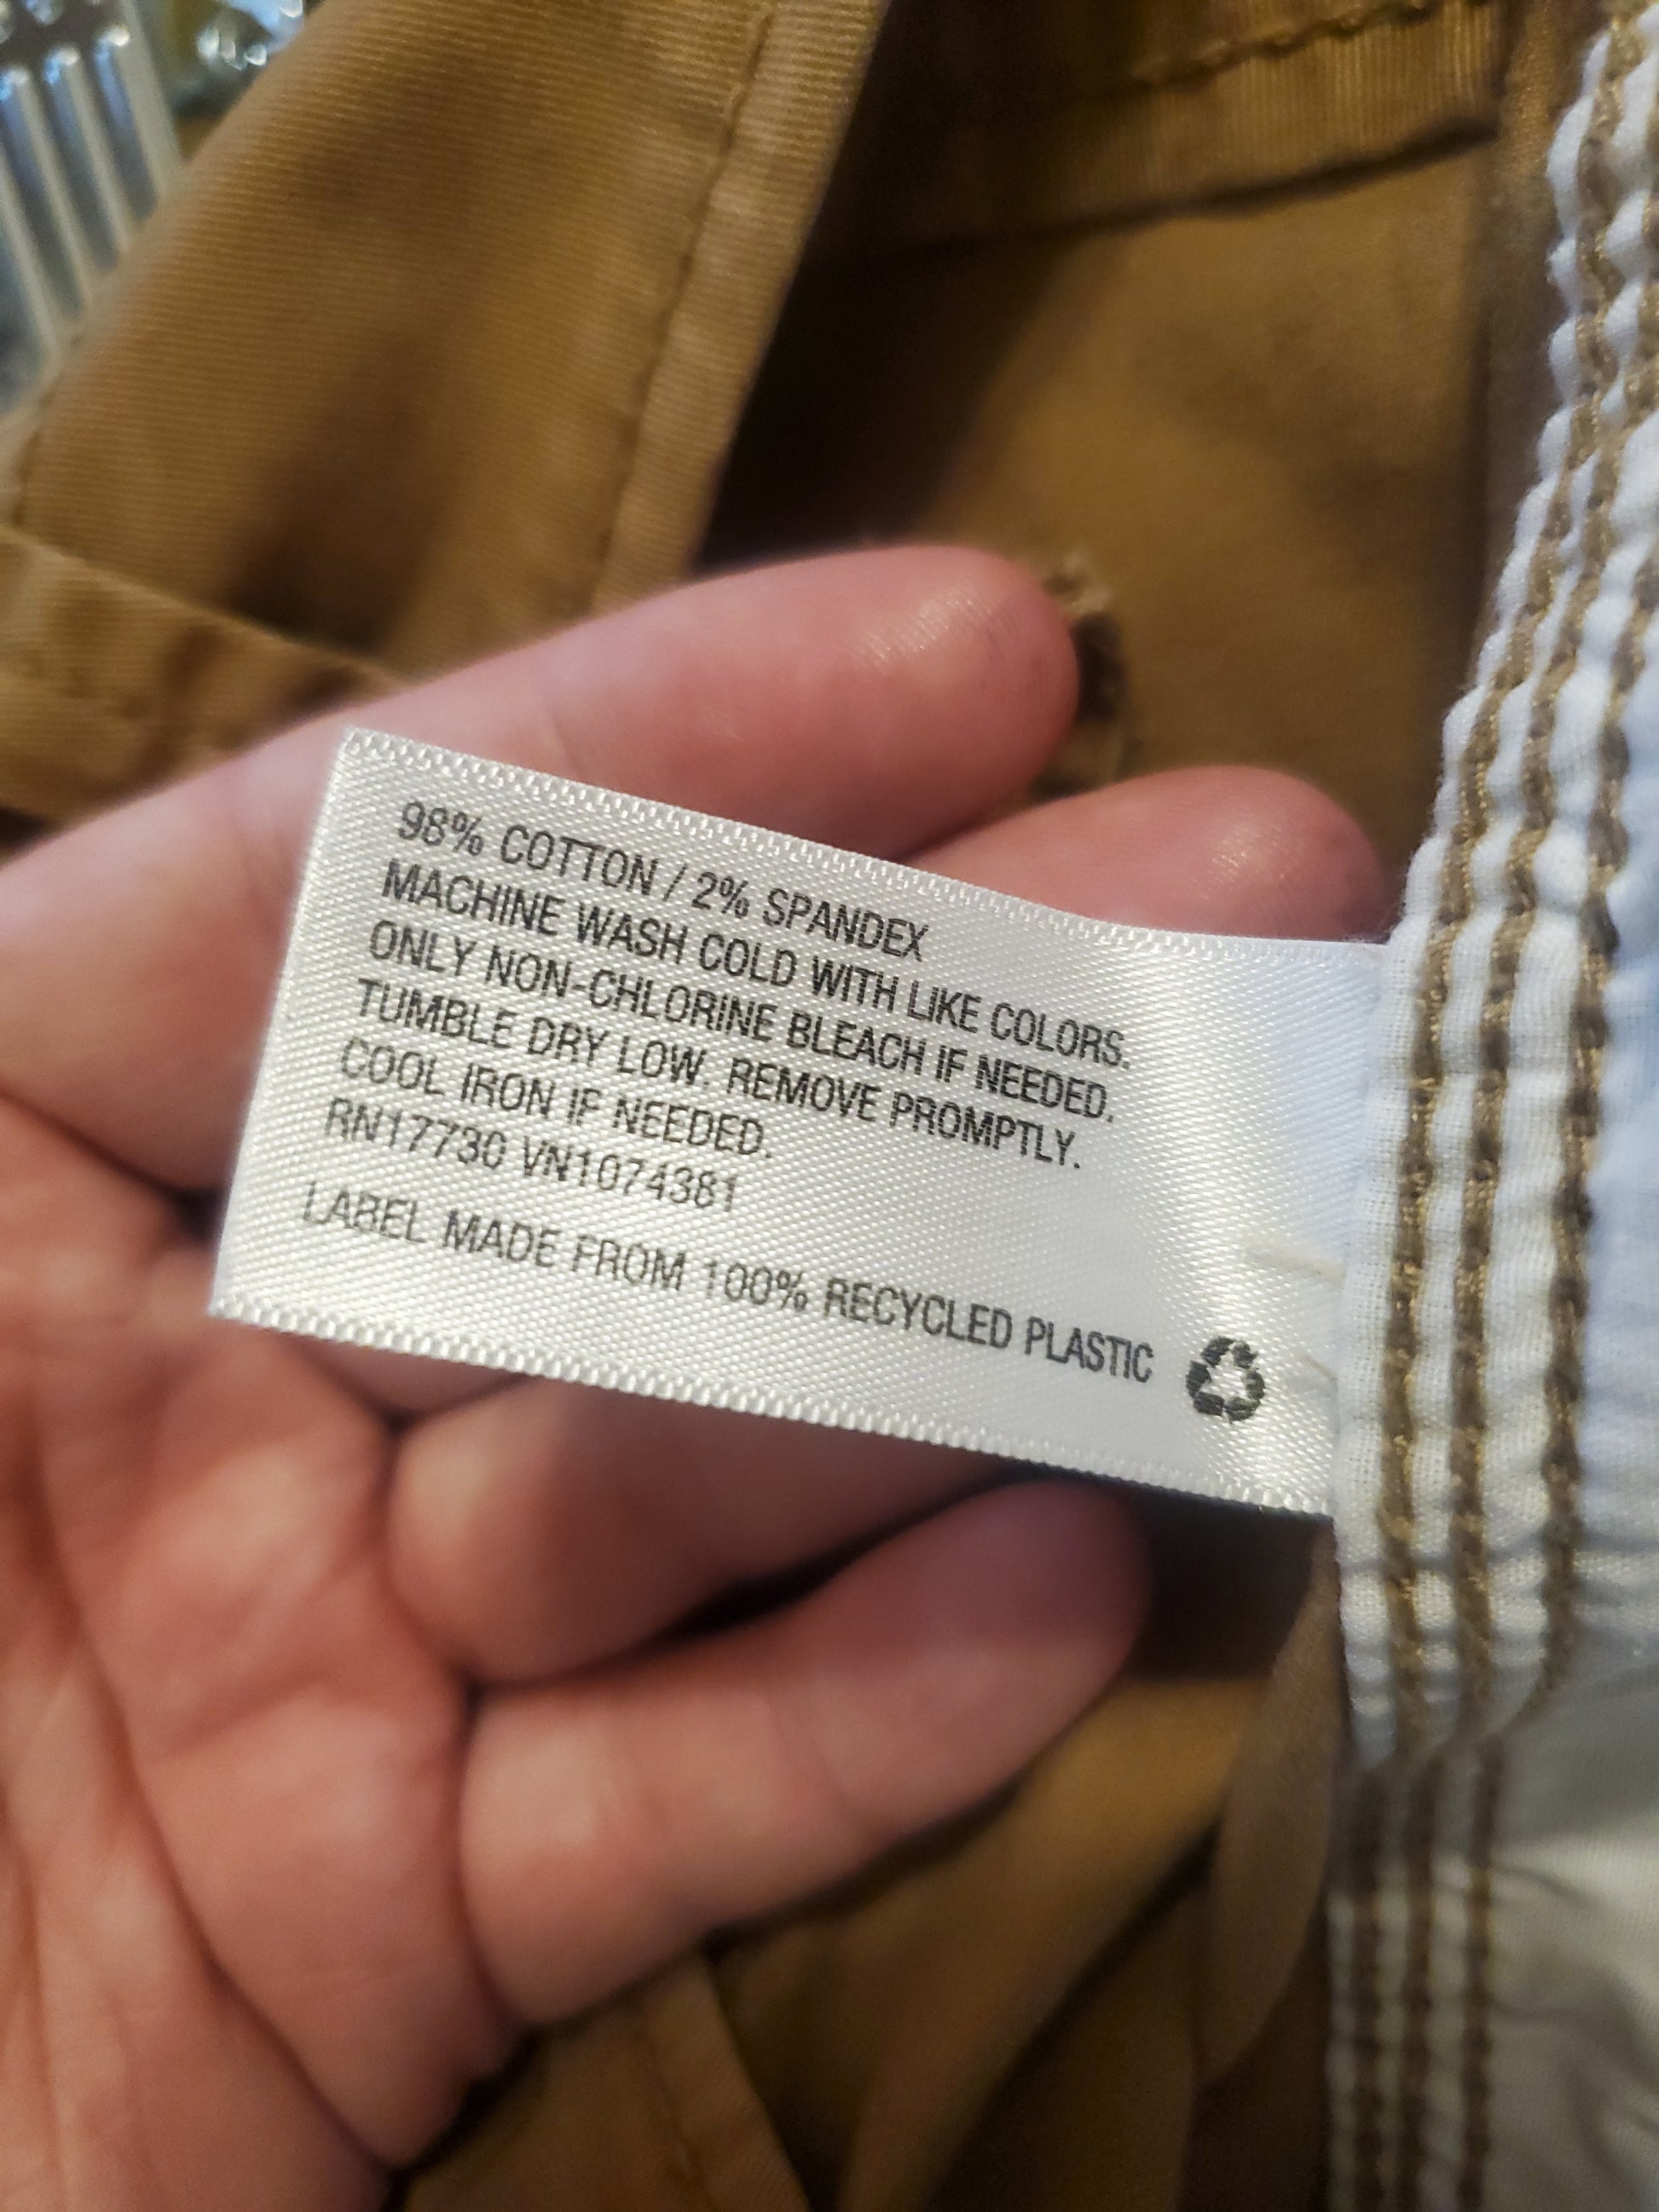 98% COTTON / 2% SPANDEX
MACHINE WASH COLD WITH LIKE COLORS.
ONLY NON-CHLORINE BLEACH IF NEEDED.
TUMBLE DRY LOW. REMOVE PROMPTLY.
COOL IRON IF NEEDED.
RN17730 VN1074381
LABEL MADE FROM 100% RECYCLED PLASTIC